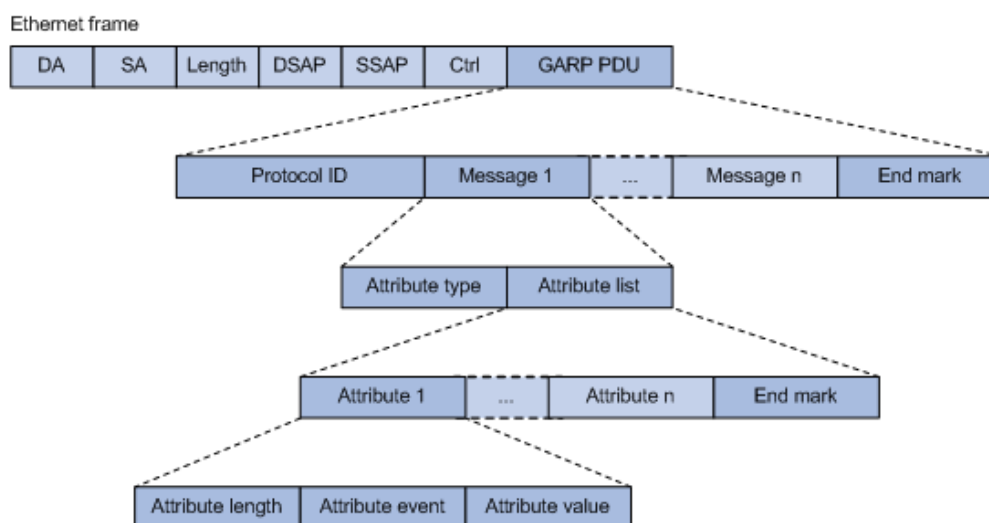 Ethernet frame
DA SA Length DSAP SSAP Ctrl GARP PDU
Protocol ID Message 1 ... Message n End mark
Attribute type Attribute list
Attribute 1 ... Attribute n End mark
Attribute length Attribute event Attribute value